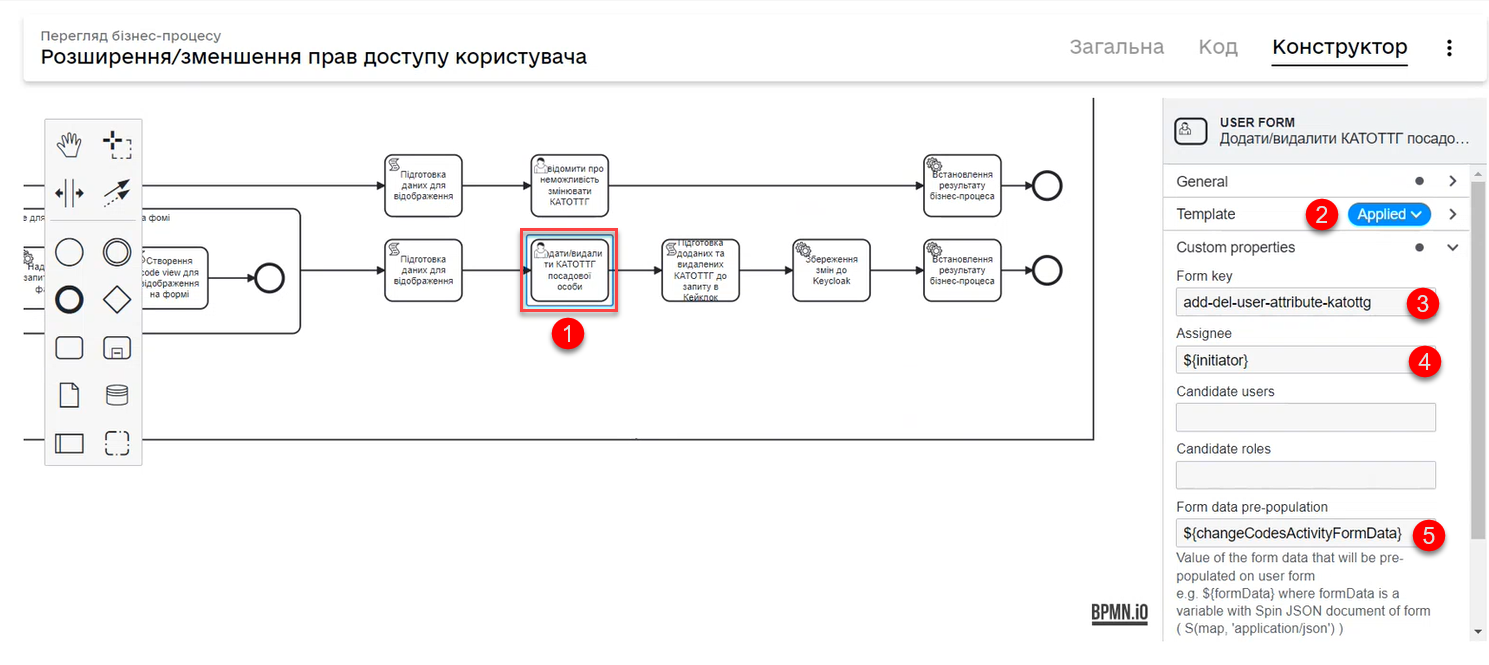 Перегляд бізнес-процесу
Розширення/зменшення прав доступу користувача
Загальна
Код
Конструктор
Підготовка
даних для
відображення
відомити про
неможливість
змінювати
КАТОТТГ
Встановлення
результату
бізнес-процеса
е для
а фомі
Над
запит
фа
Створення
code view для
відображення
на формі
Підготовка
даних для
відображення
одати/видали
ти КАТОТТГ
посадової
особи
1
Підготовка
доданих та
видалених
КАТОТТГ до
запиту в
Кейклок
Збереження
змін до
Keycloak
Встановлення
результату
бізнес-процеса
BPMN.iO
USER FORM
Додати/видалити КАТОТТГ посадо...
General
Template
2
Applied
Custom properties
Form key
add-del-user-attribute-katottg
3
Assignee
${initiator}
4
Candidate users
Candidate roles
Form data pre-population
${changeCodesActivityFormData}
5
Value of the form data that will be pre-
populated on user form
e.g. ${formData} where formData is a
variable with Spin JSON document of form
( S(map, 'application/json') )